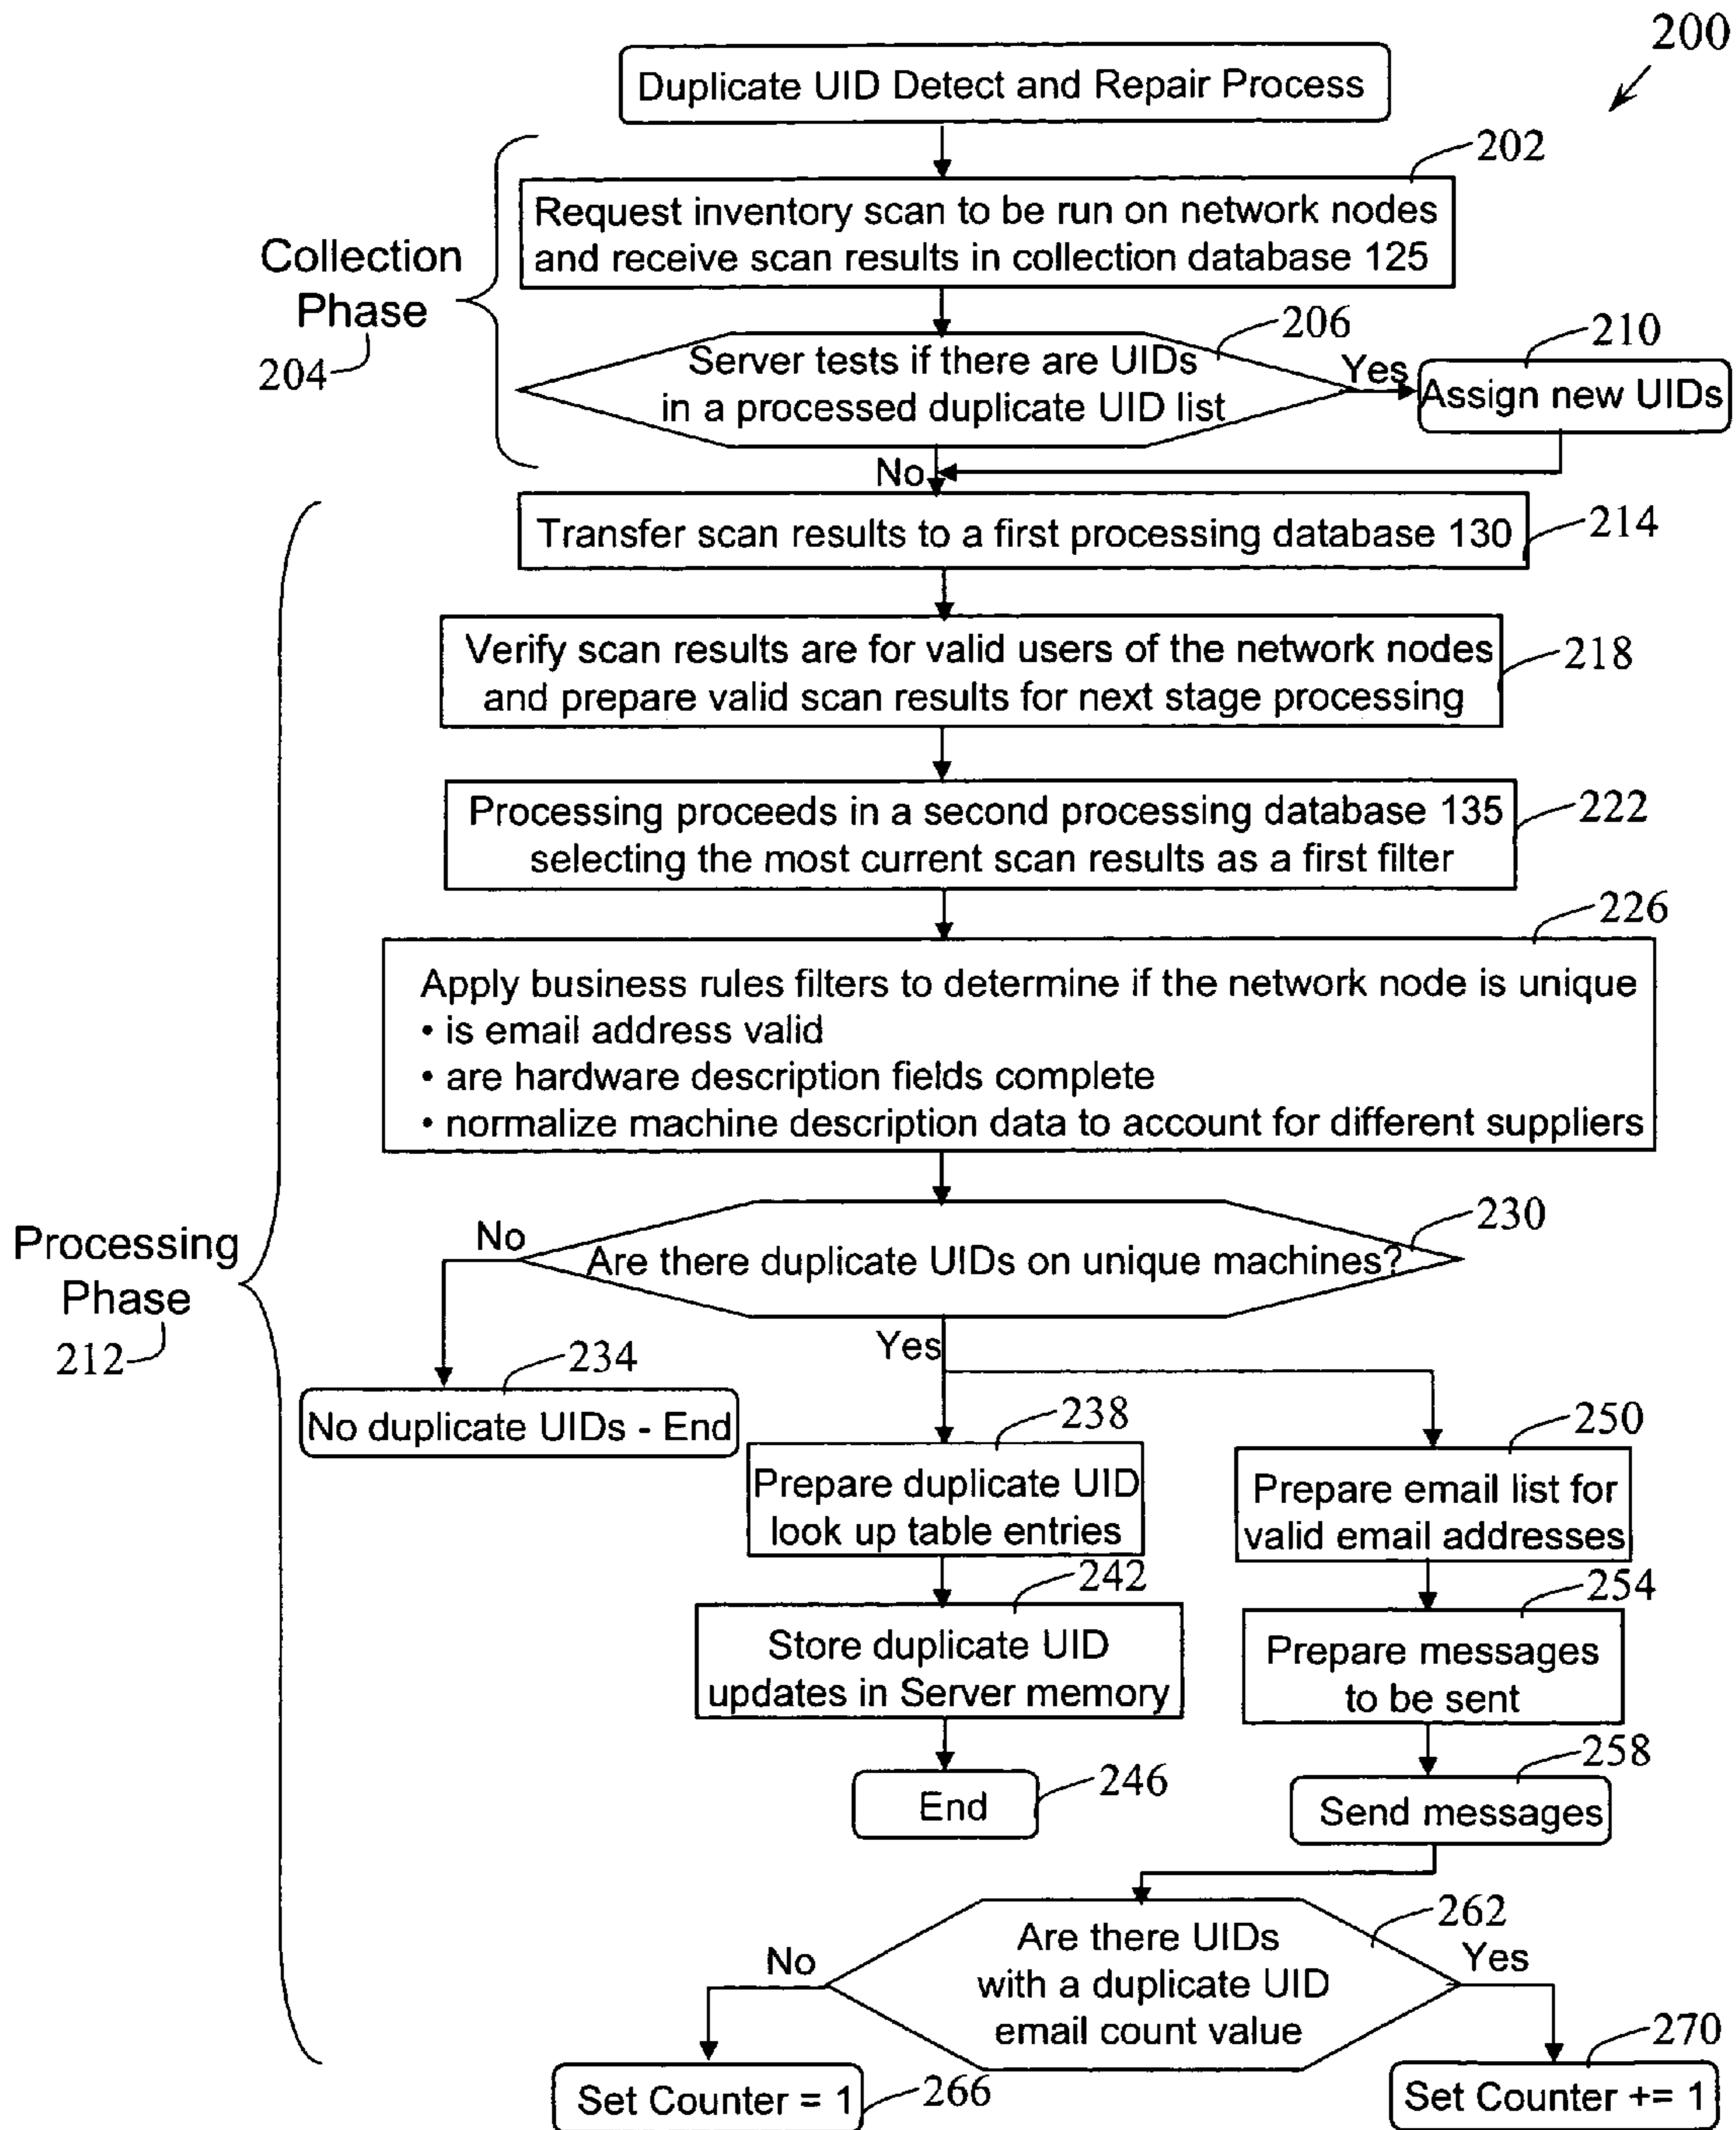 200
Duplicate UID Detect and Repair Process
202
Request inventory scan to be run on network nodes
and receive scan results in collection database 125
Collection
Phase
204
206
Server tests if there are UIDs
in a processed duplicate UID list
Yes
210
Assign new UIDs
No
Transfer scan results to a first processing database 130
214
Verify scan results are for valid users of the network nodes
and prepare valid scan results for next stage processing
218
Processing proceeds in a second processing database 135
selecting the most current scan results as a first filter
222
226
Apply business rules filters to determine if the network node is unique
• is email address valid
• are hardware description fields complete
• normalize machine description data to account for different suppliers
Processing
Phase
212
230
Are there duplicate UIDs on unique machines?
No
Yes
234
No duplicate UIDs - End
238
Prepare duplicate UID
look up table entries
242
Store duplicate UID
updates in Server memory
End
246
250
Prepare email list for
valid email addresses
254
Prepare messages
to be sent
258
Send messages
262
Are there UIDs
with a duplicate UID
email count value
No
Yes
Set Counter = 1
266
270
Set Counter += 1